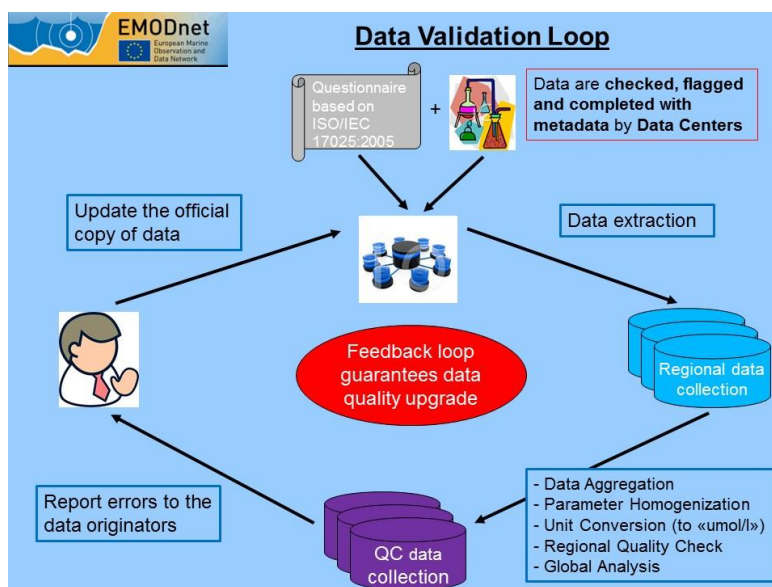 EMODnet
European Marine
Observation and
Data Network
Data Validation Loop
Questionnaire
based on
ISO/IEC
17025:2005
+
Data are checked, flagged
and completed with
metadata by Data Centers
Update the official
copy of data
Data extraction
Feedback loop
guarantees data
quality upgrade
Regional data
collection
Report errors to the
data originators
QC data
collection
- Data Aggregation
- Parameter Homogenization
- Unit Conversion (to «umol/l»)
- Regional Quality Check
- Global Analysis